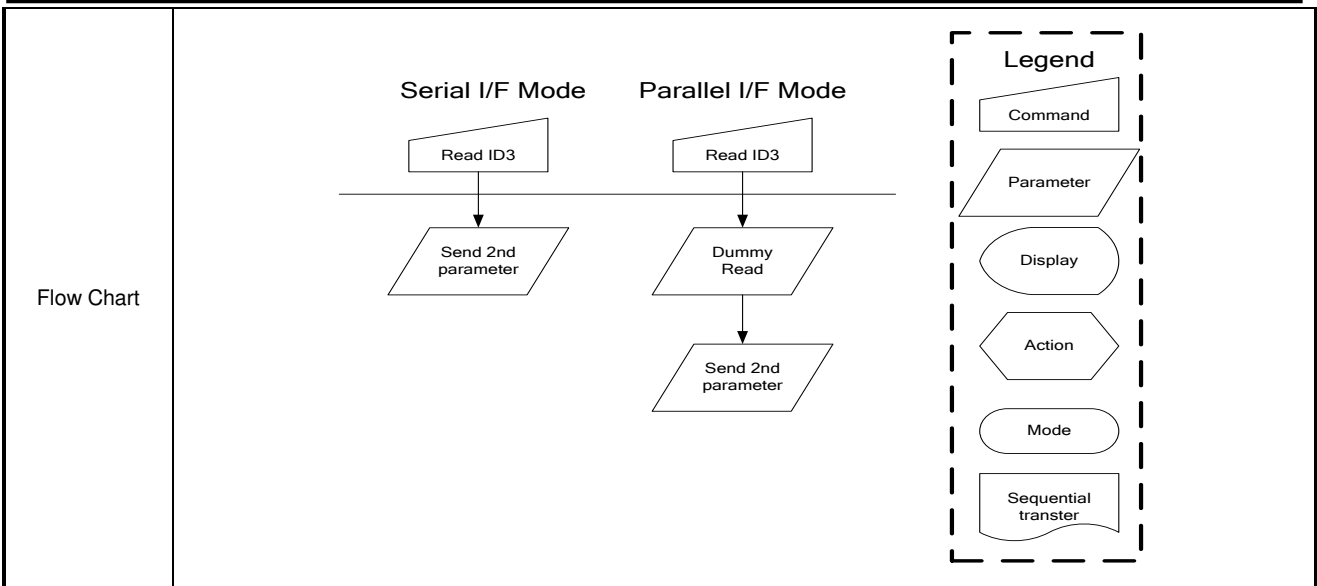 Flow Chart
Serial I/F Mode
Read ID3
Send 2nd
parameter
Parallel I/F Mode
Read ID3
Dummy
Read
Send 2nd
parameter
Legend
Command
Parameter
Display
Action
Mode
Sequential
transter